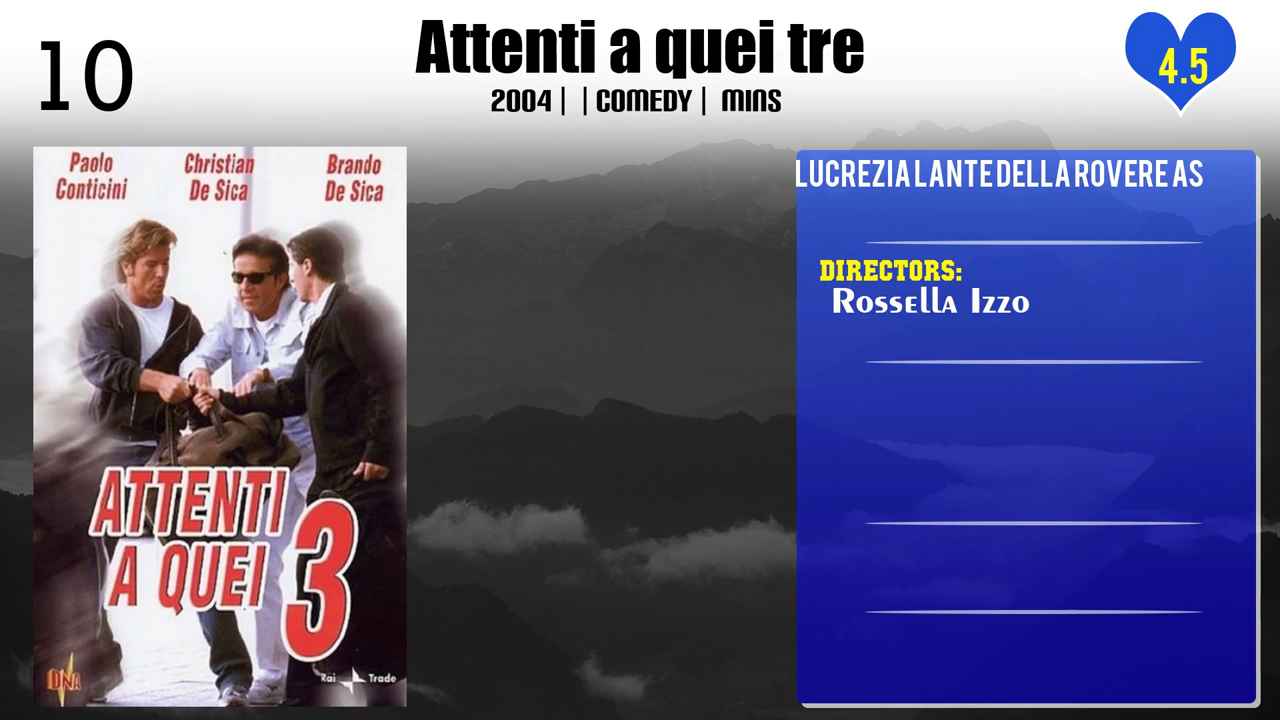 10
Attenti a quei tre
2004 | | COMEDY | MINS
4.5
Paolo Conticini
Christian De Sica
Brando De Sica
ATTENTI
A QUEI 3
DNA
Rai Trade
LUCREZIA LANTE DELLA ROVERE AS
DIRECTORS:
Rossella Izzo